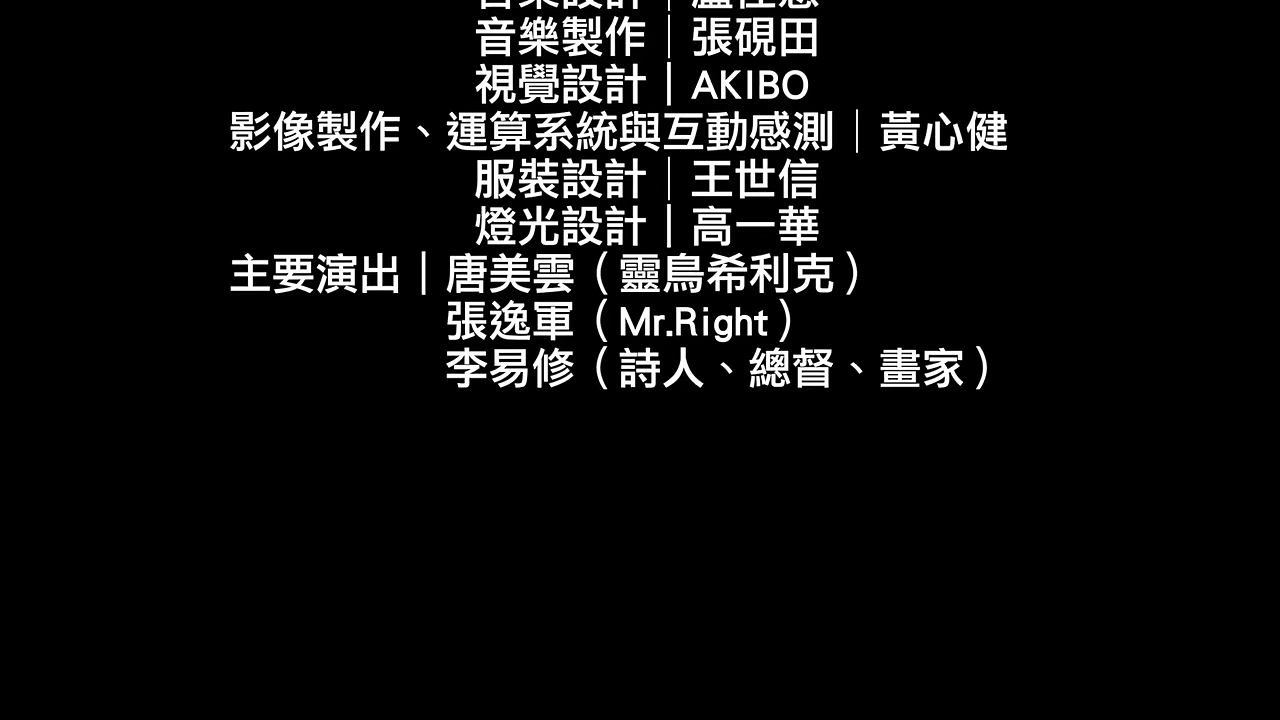 音樂製作｜張硯田
視覺設計｜AKIBO
影像製作、運算系統與互動感測｜黃心健
服裝設計｜王世信
燈光設計｜高一華
主要演出｜唐美雲（靈鳥希利克）
張逸軍（Mr.Right）
李易修（詩人、總督、畫家）